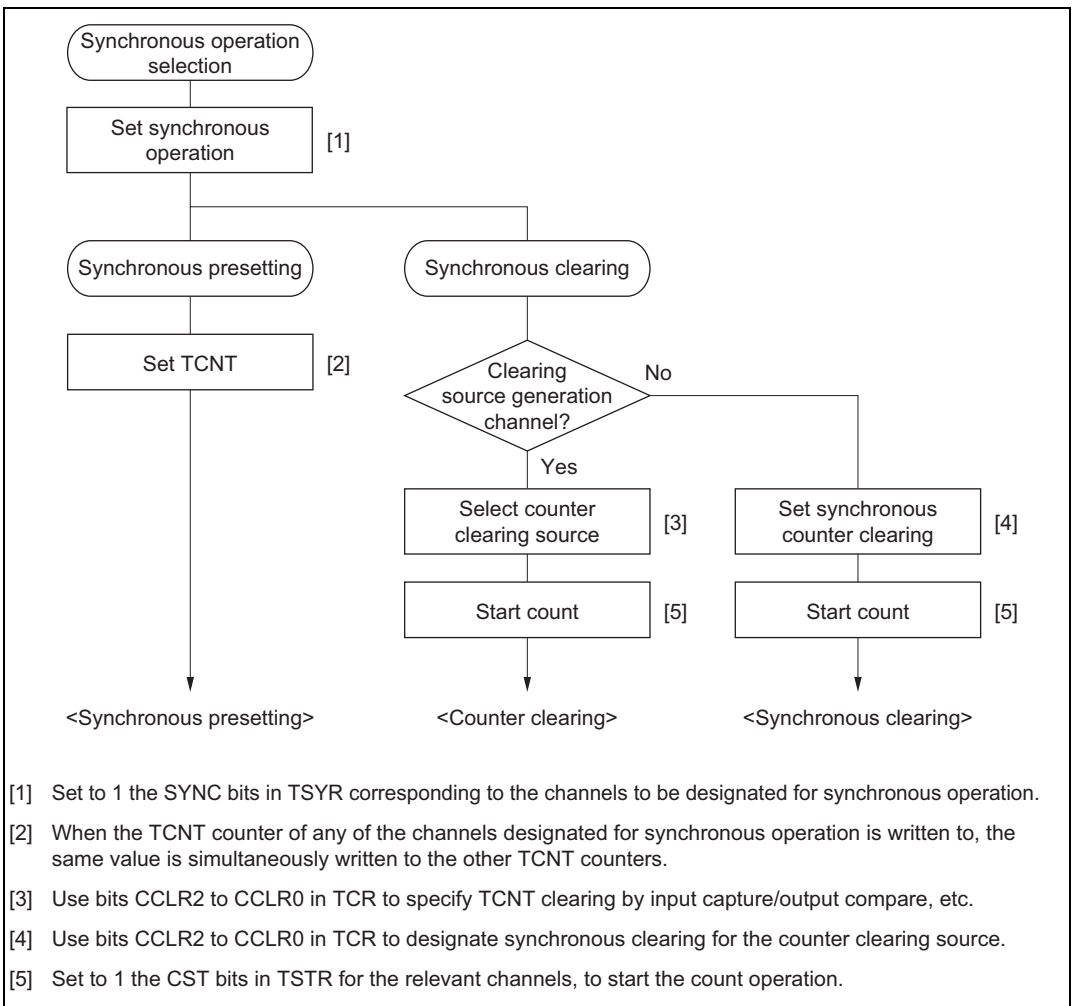 Synchronous operation
selection
Set synchronous
operation
[1]
Synchronous presetting
Synchronous clearing
Set TCNT
[2]
Clearing
source generation
channel?
No
Yes
Select counter
clearing source
[3]
Set synchronous
counter clearing
[4]
Start count
[5]
Start count
[5]
<Synchronous presetting>
<Counter clearing>
<Synchronous clearing>
[1] Set to 1 the SYNC bits in TSYR corresponding to the channels to be designated for synchronous operation.
[2] When the TCNT counter of any of the channels designated for synchronous operation is written to, the
same value is simultaneously written to the other TCNT counters.
[3] Use bits CCLR2 to CCLR0 in TCR to specify TCNT clearing by input capture/output compare, etc.
[4] Use bits CCLR2 to CCLR0 in TCR to designate synchronous clearing for the counter clearing source.
[5] Set to 1 the CST bits in TSTR for the relevant channels, to start the count operation.